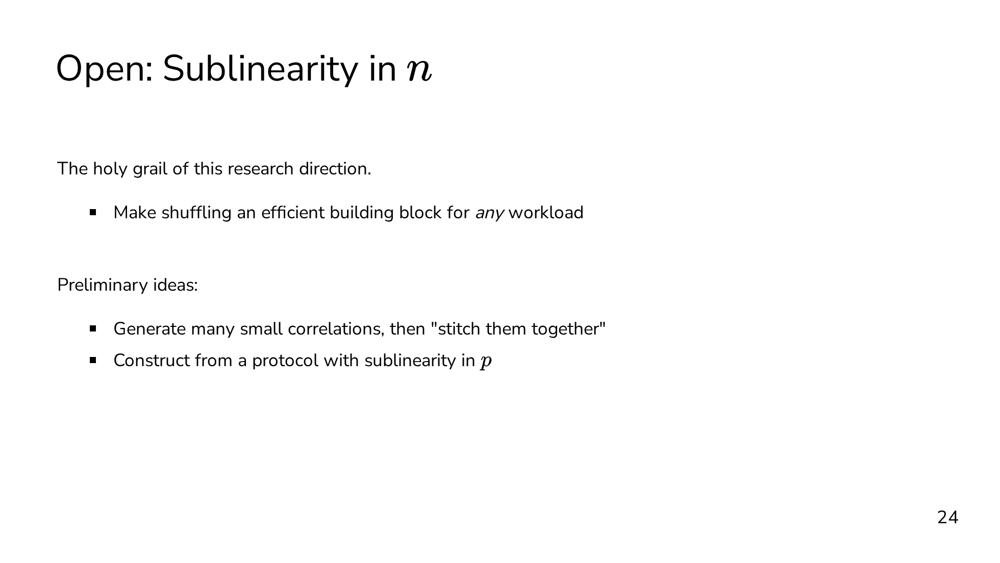 Open: Sublinearity in n
The holy grail of this research direction.
▪ Make shuffling an efficient building block for any workload
Preliminary ideas:
▪ Generate many small correlations, then "stitch them together"
▪ Construct from a protocol with sublinearity in p
24